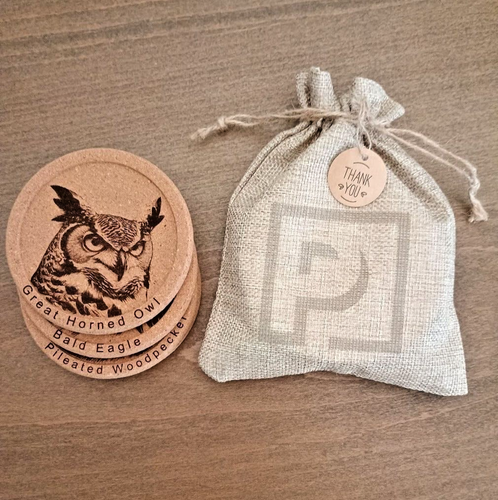 Great Horned Owl
Bald Eagle
Pileated Woodpecker
THANK
YOU
P